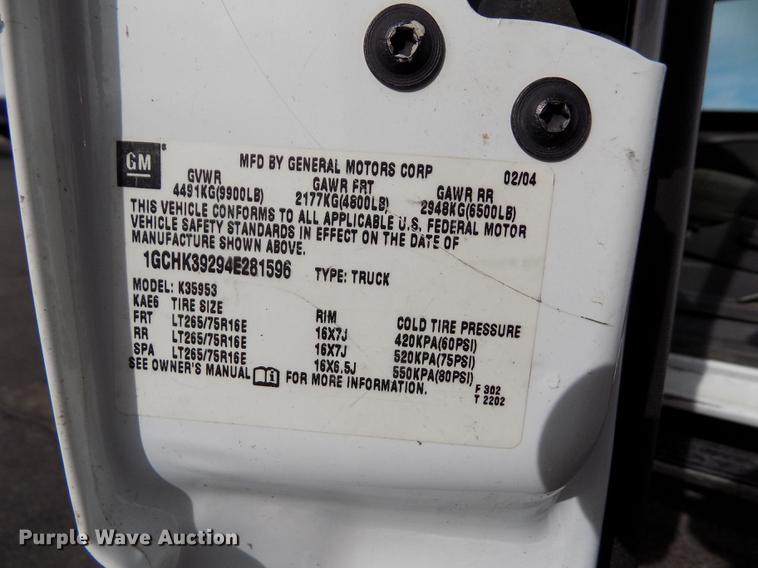 GM
MFD BY GENERAL MOTORS CORP 02/04
GVWR GAWR FRT GAWR RR
4491KG(9900LB) 2177KG(4800LB) 2948KG(6500LB)
THIS VEHICLE CONFORMS TO ALL APPLICABLE U.S. FEDERAL MOTOR
VEHICLE SAFETY STANDARDS IN EFFECT ON THE DATE OF
MANUFACTURE SHOWN ABOVE.
1GCHK39294E281596 TYPE: TRUCK
MODEL: K35953
KAE6 TIRE SIZE RIM COLD TIRE PRESSURE
FRT LT265/75R16E 16X7J 420KPA(60PSI)
RR LT265/75R16E 16X7J 520KPA(75PSI)
SPA LT265/75R16E 16X6.5J 550KPA(80PSI)
SEE OWNER'S MANUAL FOR MORE INFORMATION.
F 302
T 2202
Purple Wave Auction